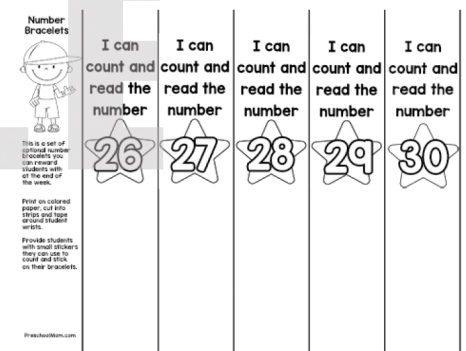 Number
Bracelets
This is a set of
optional number
bracelets you
can reward
students with
at the end of
the week.
Print on colored
paper, cut into
strips and tape
around student
wrists.
Provide students
with small stickers
they can use to
count and stick
on their bracelets.
PreschoolMom.com
I can
count and
read the
number
26
I can
count and
read the
number
27
I can
count and
read the
number
28
I can
count and
read the
number
29
I can
count and
read the
number
30